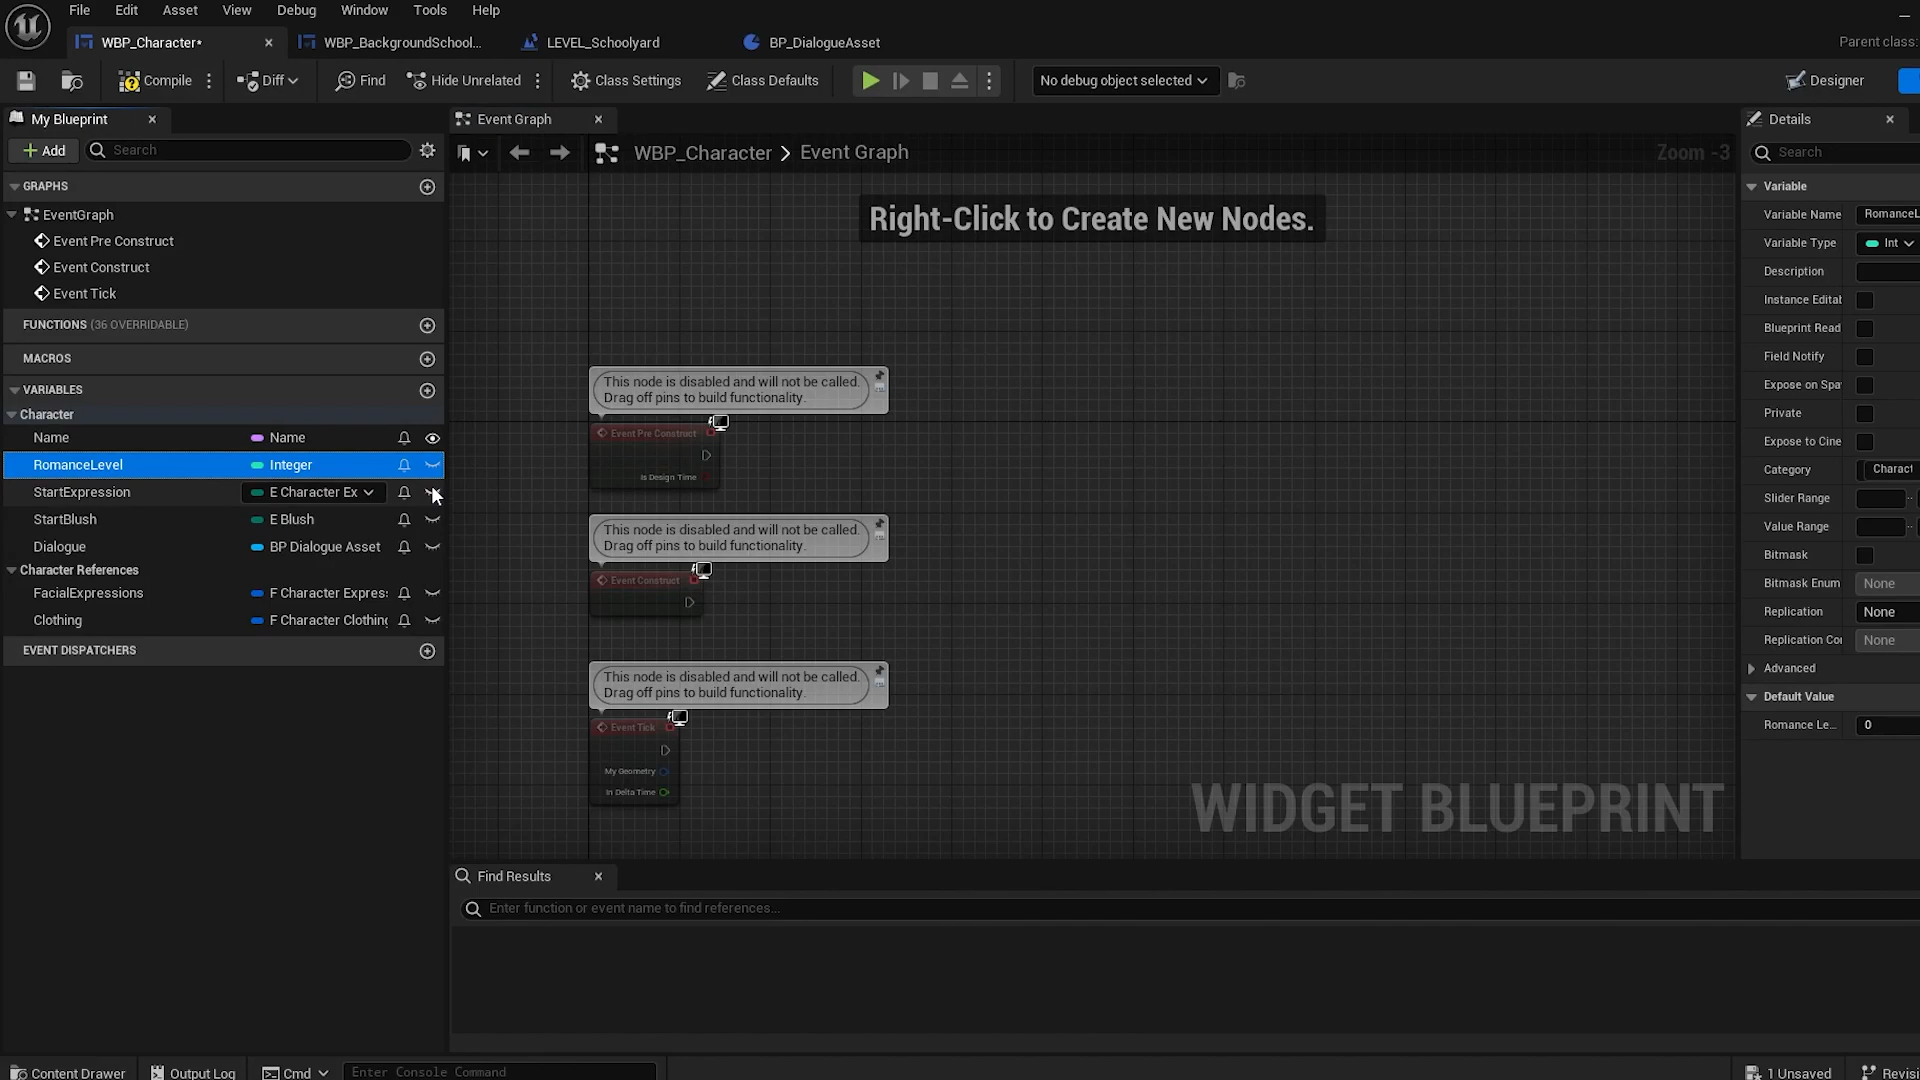 File Edit Asset View Debug Window Tools Help
WBP_Character* WBP_BackgroundSchool... LEVEL_Schoolyard BP_DialogueAsset Parent class:
Compile Diff Find Hide Unrelated Class Settings Class Defaults No debug object selected Designer
My Blueprint
Add Search
GRAPHS
EventGraph
Event Pre Construct
Event Construct
Event Tick
FUNCTIONS (36 OVERRIDABLE)
MACROS
VARIABLES
Character
Name Name
RomanceLevel Integer
StartExpression E Character Ex
StartBlush E Blush
Dialogue BP Dialogue Asset
Character References
FacialExpressions F Character Expres
Clothing F Character Clothing
EVENT DISPATCHERS
Event Graph
WBP_Character > Event Graph Zoom -3
Right-Click to Create New Nodes.
This node is disabled and will not be called.
Drag off pins to build functionality.
Event Pre Construct
Is Design Time
This node is disabled and will not be called.
Drag off pins to build functionality.
Event Construct
This node is disabled and will not be called.
Drag off pins to build functionality.
Event Tick
My Geometry
In Delta Time
WIDGET BLUEPRINT
Find Results
Enter function or event name to find references...
Details
Search
Variable
Variable Name RomanceL
Variable Type Int
Description
Instance Editat
Blueprint Read
Field Notify
Expose on Spa
Private
Expose to Cine
Category Charact
Slider Range
Value Range
Bitmask
Bitmask Enum None
Replication None
Replication Co None
Advanced
Default Value
Romance Le... 0
Content Drawer Output Log Cmd Enter Console Command 1 Unsaved Revisi